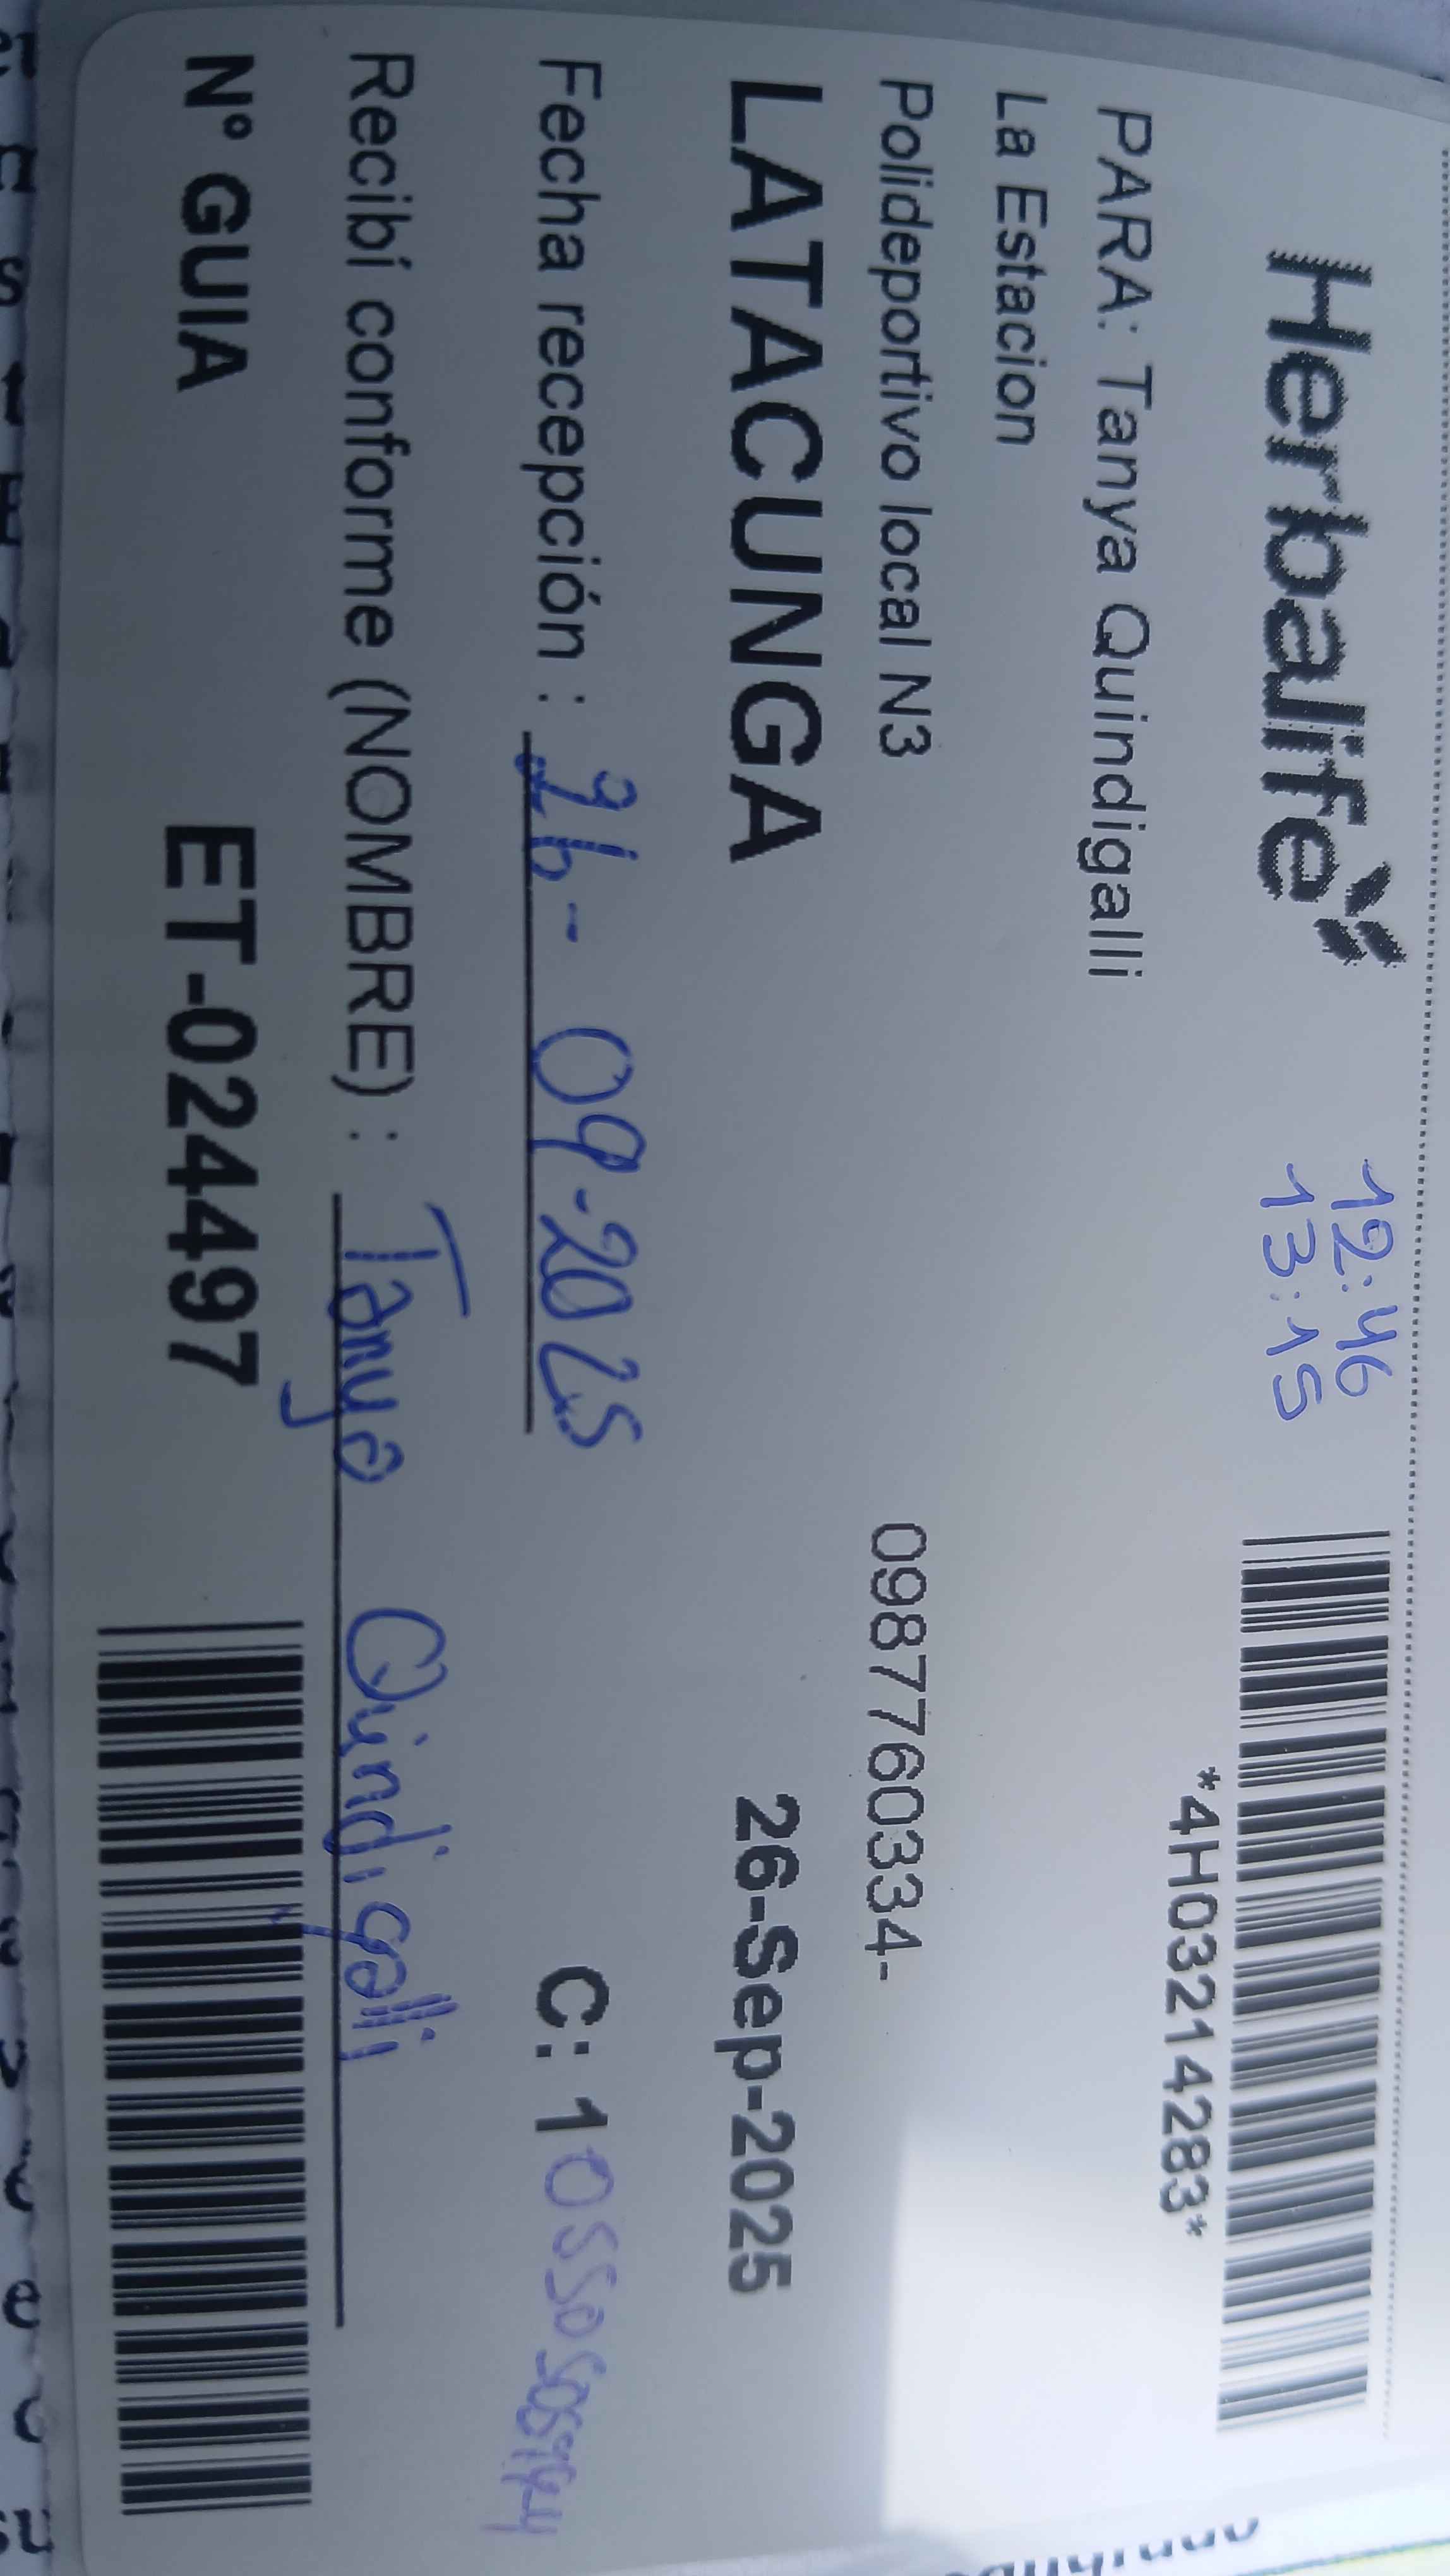 Herbalife
12:46
13:15
*4H03214283*
PARA: Tanya Quindigalli
La Estacion
Polideportivo local N3 0987760334-
LATACUNGA 26-Sep-2025
Fecha recepción : 26- 09-2025 C: 1
Recibí conforme (NOMBRE) : Tanya Quindigalli
N° GUIA ET-024497